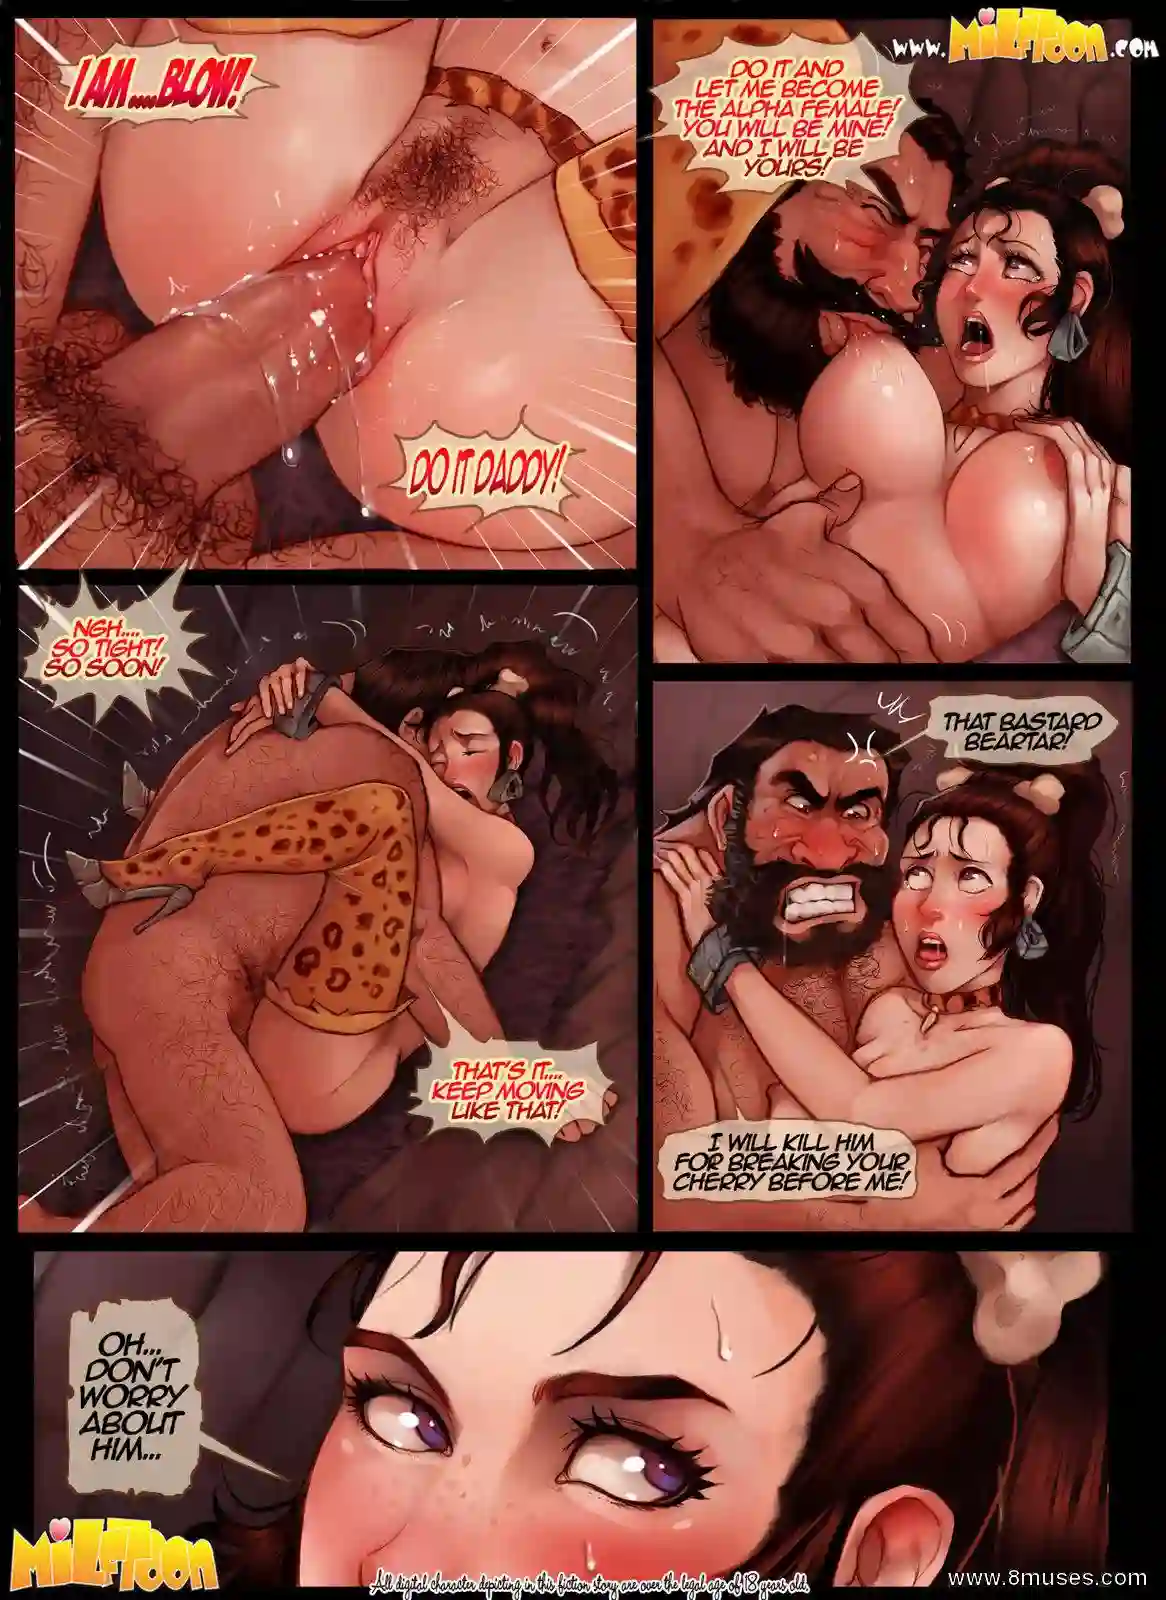 I AM....BLOW!
DO IT DADDY!
www.MILFTOON.com
DO IT AND
LET ME BECOME
THE ALPHA FEMALE!
YOU WILL BE MINE!
AND I WILL BE
YOURS!
NGH....
SO TIGHT!
SO SOON!
THAT'S IT....
KEEP MOVING
LIKE THAT!
THAT BASTARD
BEARTAR!
I WILL KILL HIM
FOR BREAKING YOUR
CHERRY BEFORE ME!
OH...
DON'T
WORRY
ABOUT
HIM...
MILFTOON
All digital character depicting in this fiction story are over the legal age of 18 years old.
www.8muses.com